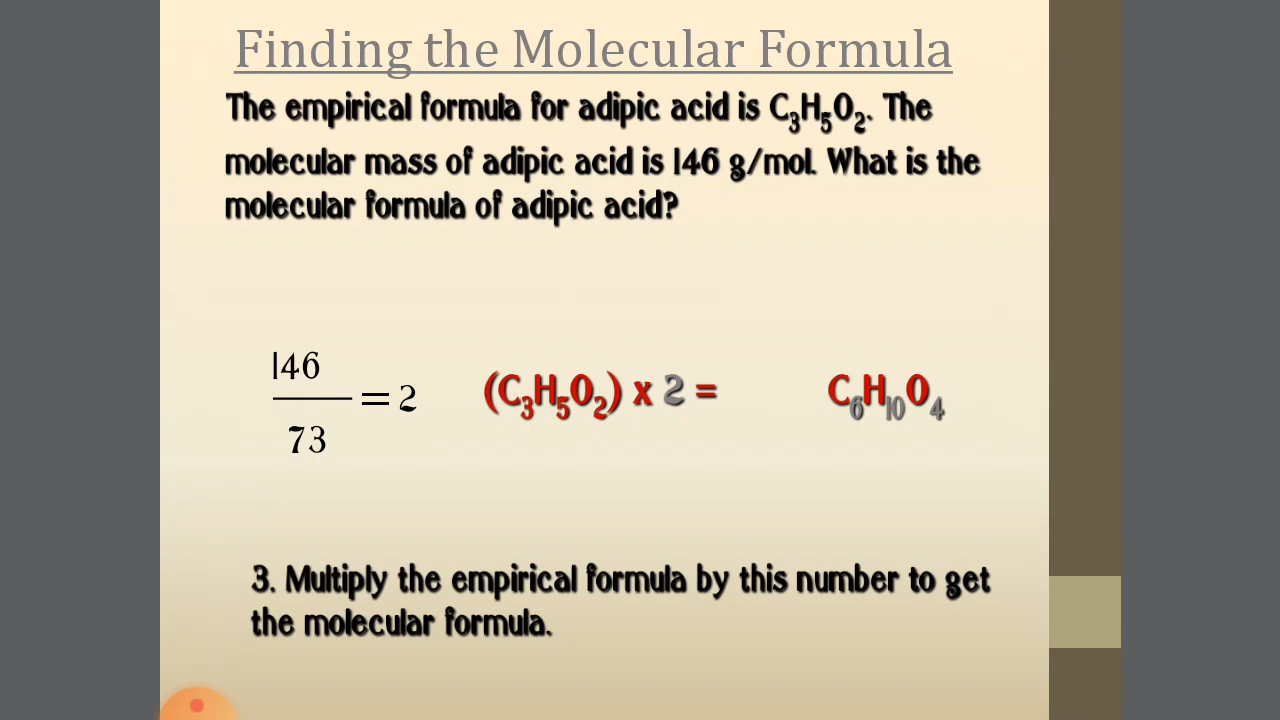 Finding the Molecular Formula
The empirical formula for adipic acid is C₃H₅O₂. The
molecular mass of adipic acid is 146 g/mol. What is the
molecular formula of adipic acid?
146
73
= 2
(C₃H₅O₂) x 2 =
C₆H₁₀O₄
3. Multiply the empirical formula by this number to get
the molecular formula.